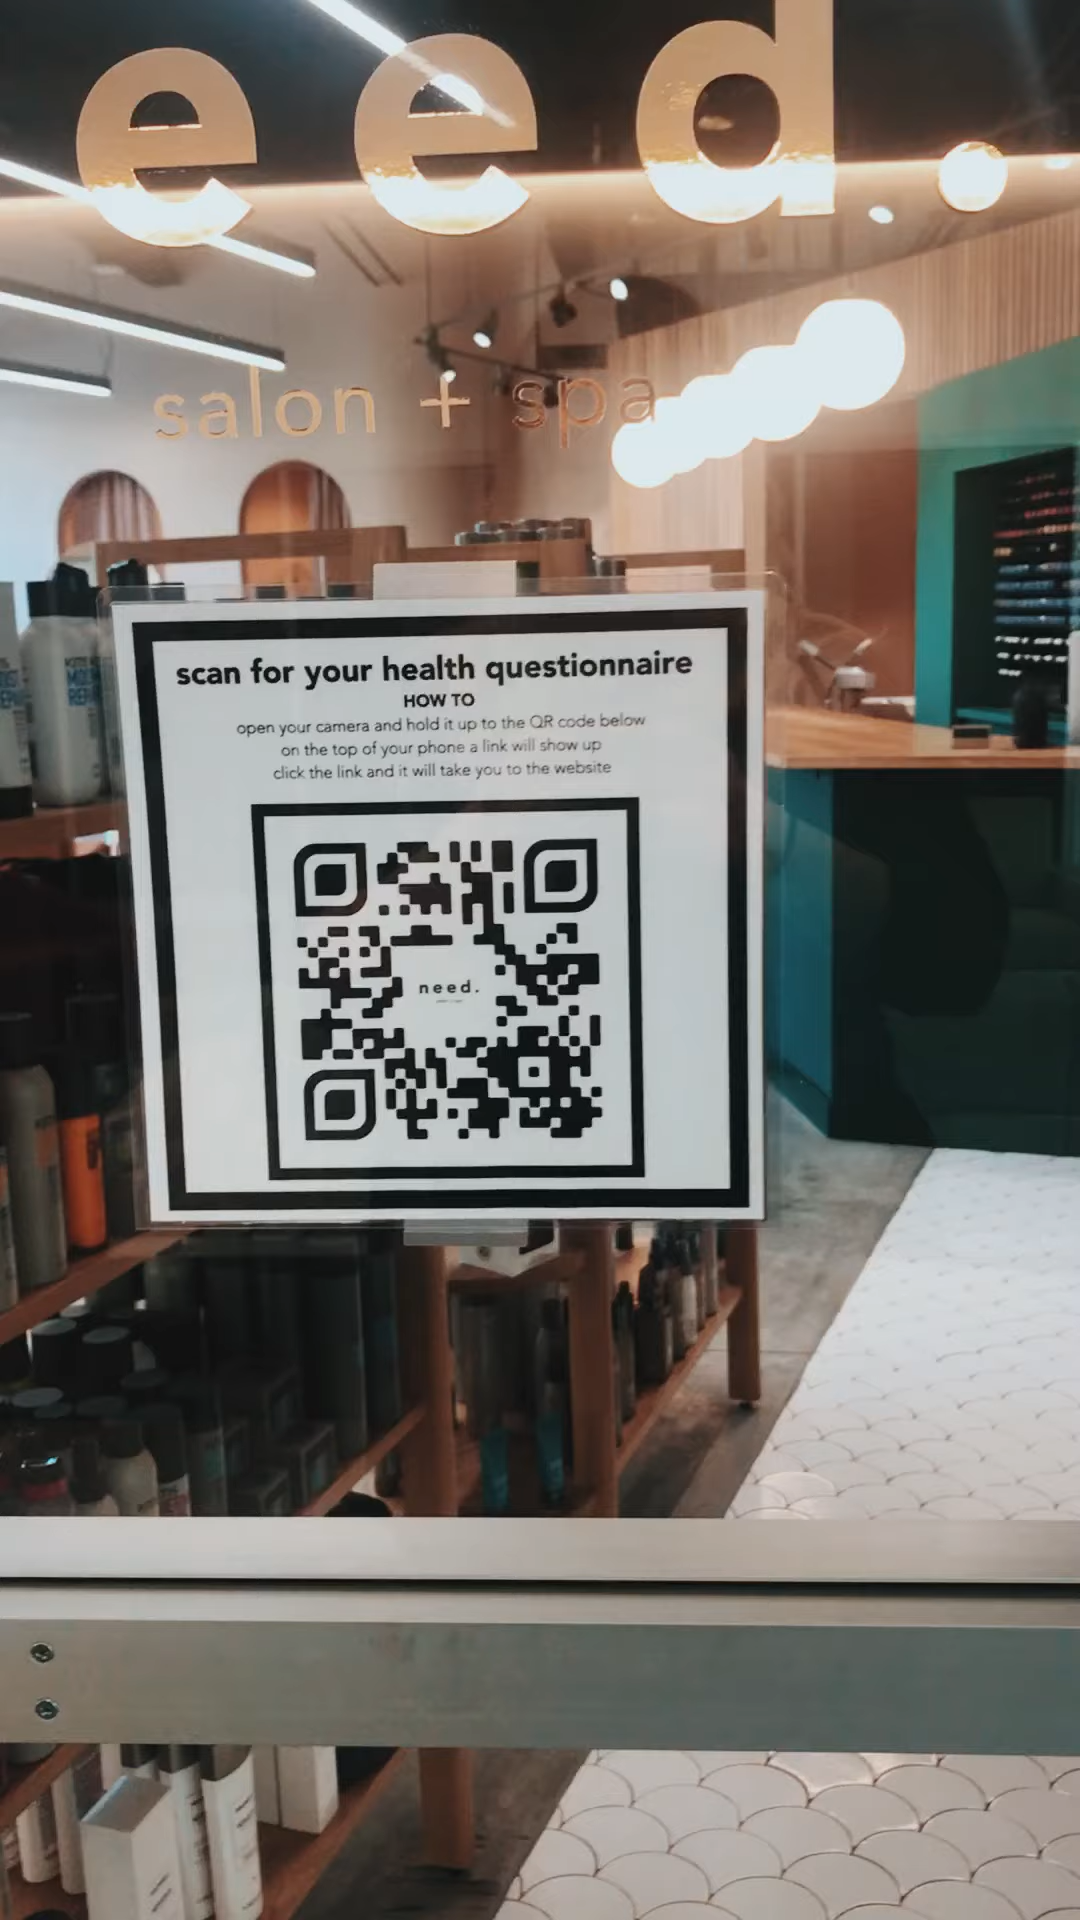 eed.
salon + spa
scan for your health questionnaire
HOW TO
open your camera and hold it up to the QR code below
on the top of your phone a link will show up
click the link and it will take you to the website
need.